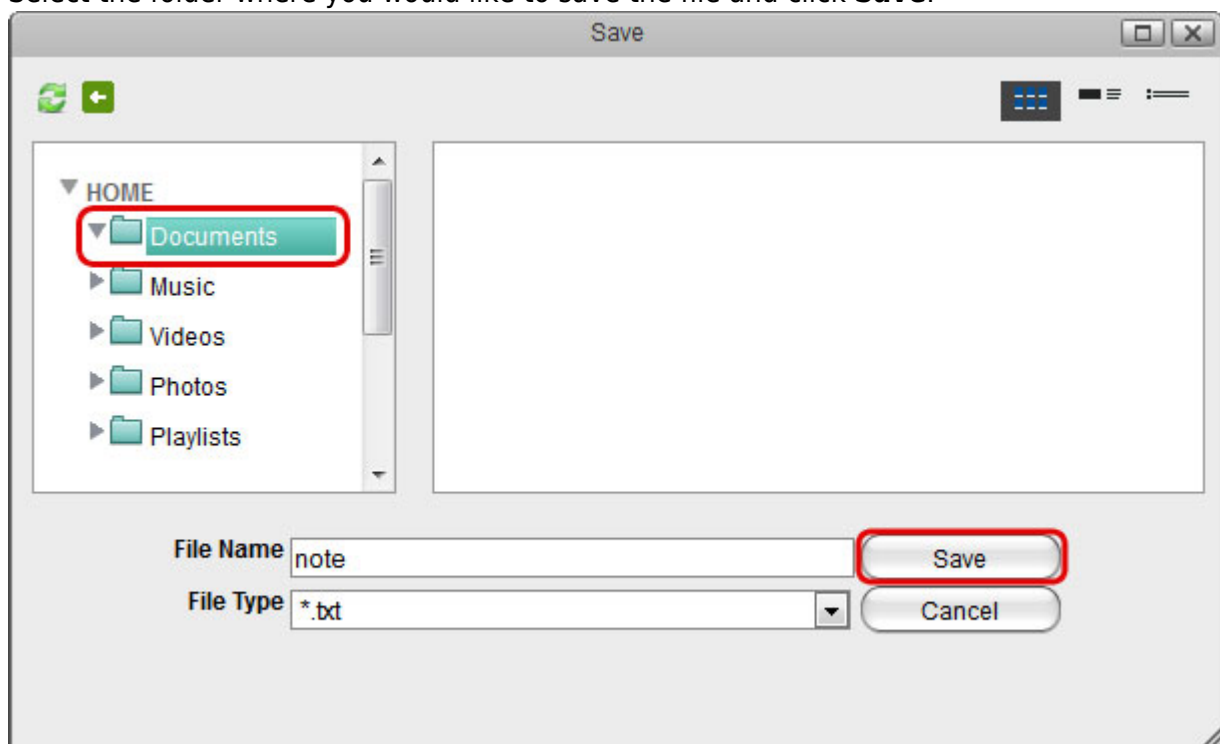 Select the folder where you would like to save the file and click Save.
Save
HOME
Documents
Music
Videos
Photos
Playlists
File Name note Save
File Type *.txt Cancel